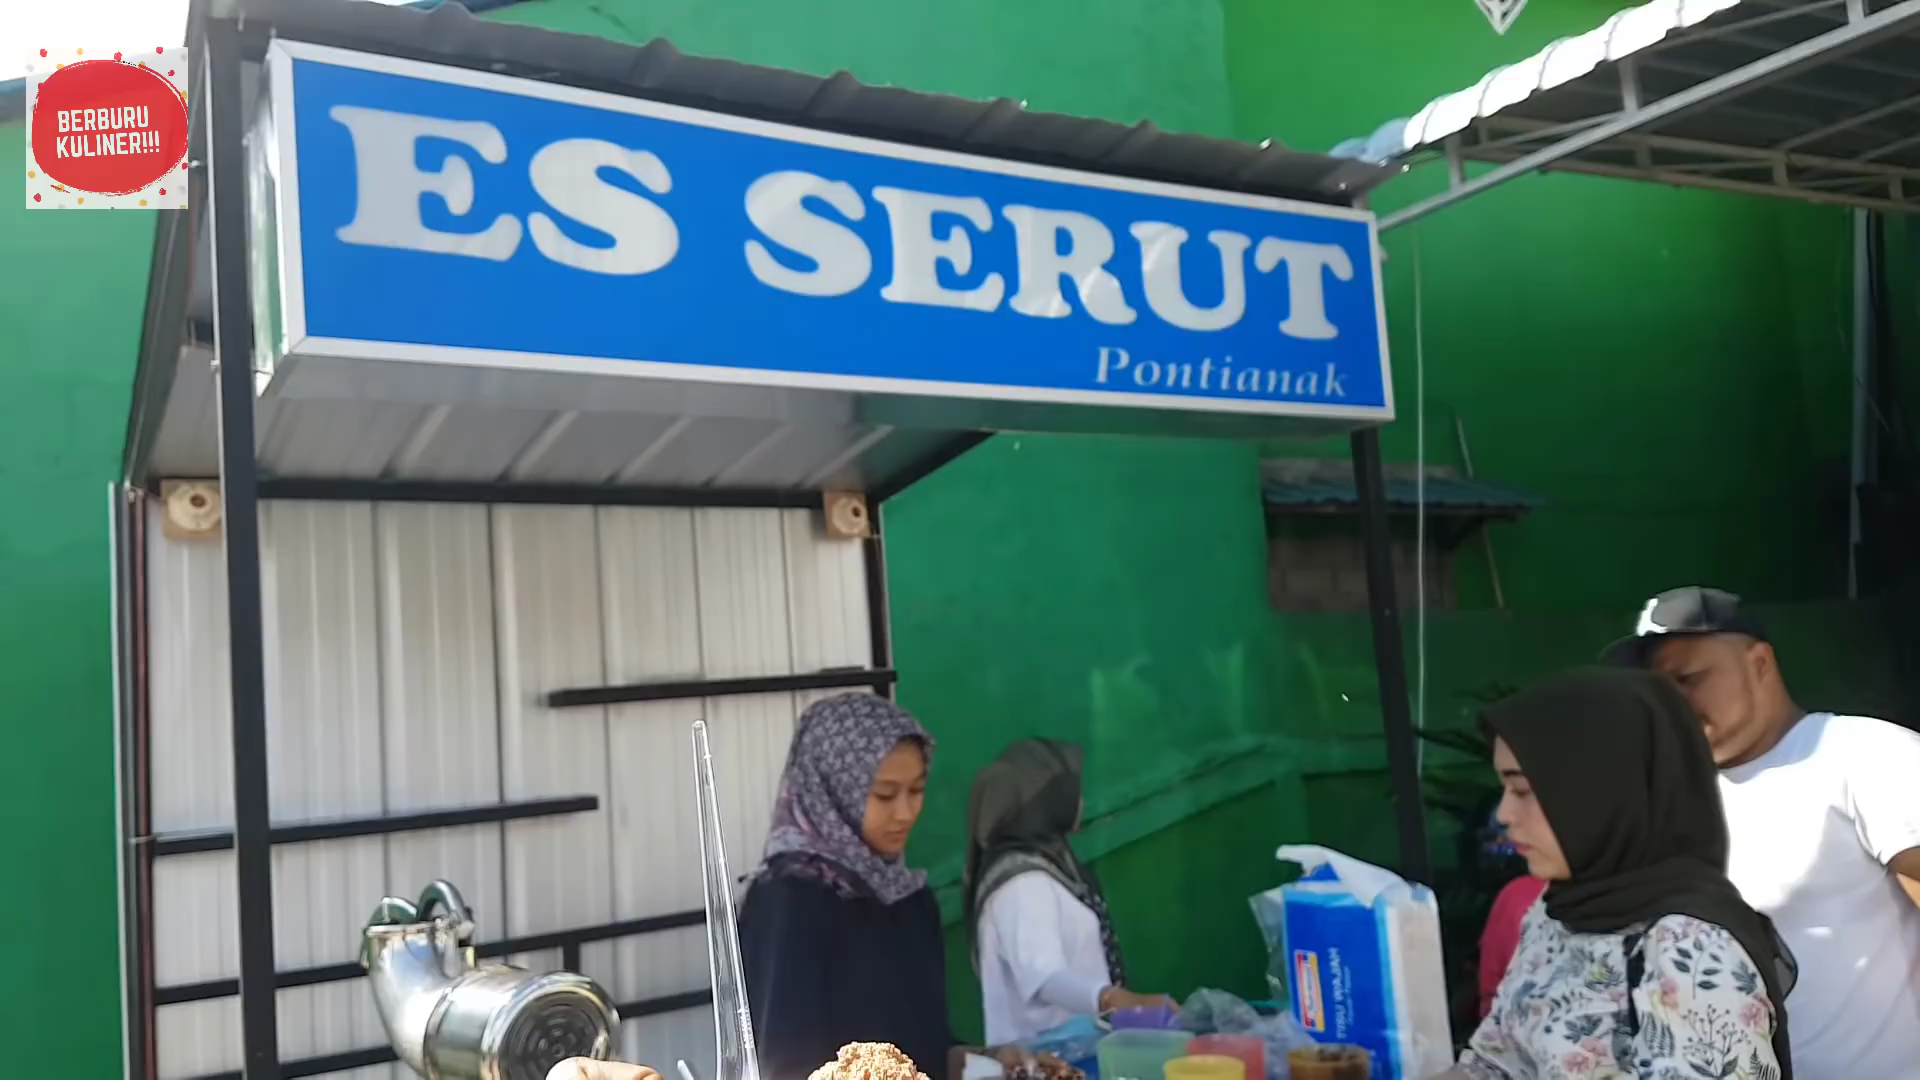 BERBURU
KULINER!!!
ES SERUT
Pontianak
TISU WAJAH